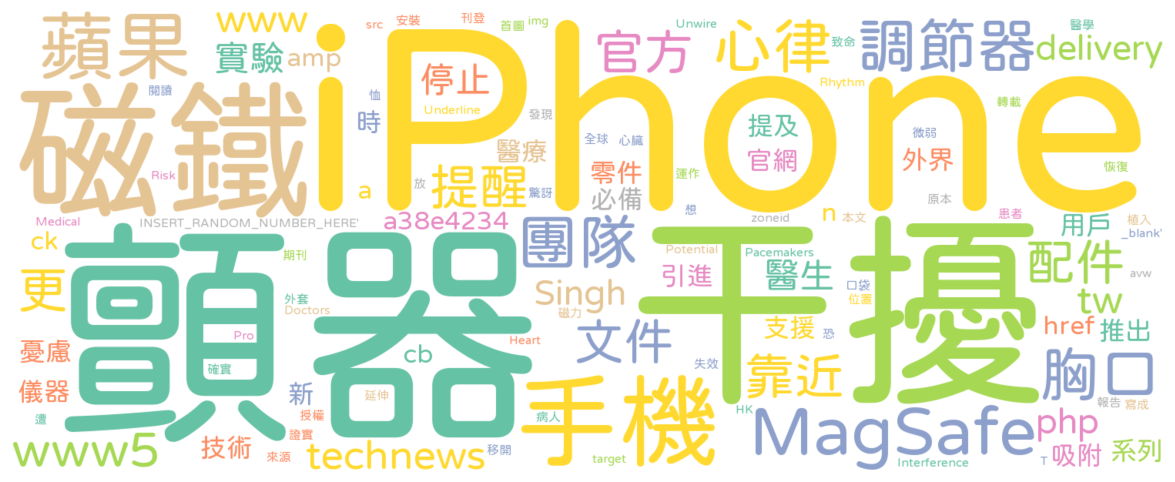 蘋果
www
src
安裝
刊登
首圖
img
官方
Unwire
心律
致命
調節器
醫學
delivery
實驗
amp
iPhone
停止
Underline
Rhythm
磁鐵
閱讀
恤
時
醫療
發現
全球
心臟
提及
官網
微弱
外界
轉載
恢復
Risk
a
放
提醒
驚訝
零件
必備
運作
想
原本
Medical
INSERT_RANDOM_NUMBER_HERE'
a38e4234
zoneid
n
本文
患者
用戶
植入
_blank'
ck
顫
器
期刊
團隊
干擾
Potential
Pacemakers
引進
醫生
配件
avw
更
外套
Doctors
Singh
磁力
口袋
位置
tw
憂慮
Pro
確實
cb
Heart
文件
支援
恐
href
推出
儀器
新
延伸
手機
失效
靠近
胸口
遭
授權
病人
HK
MagSafe
報告
寫成
php
www5
技術
證實
來源
technews
移開
target
Interference
T
吸附
系列